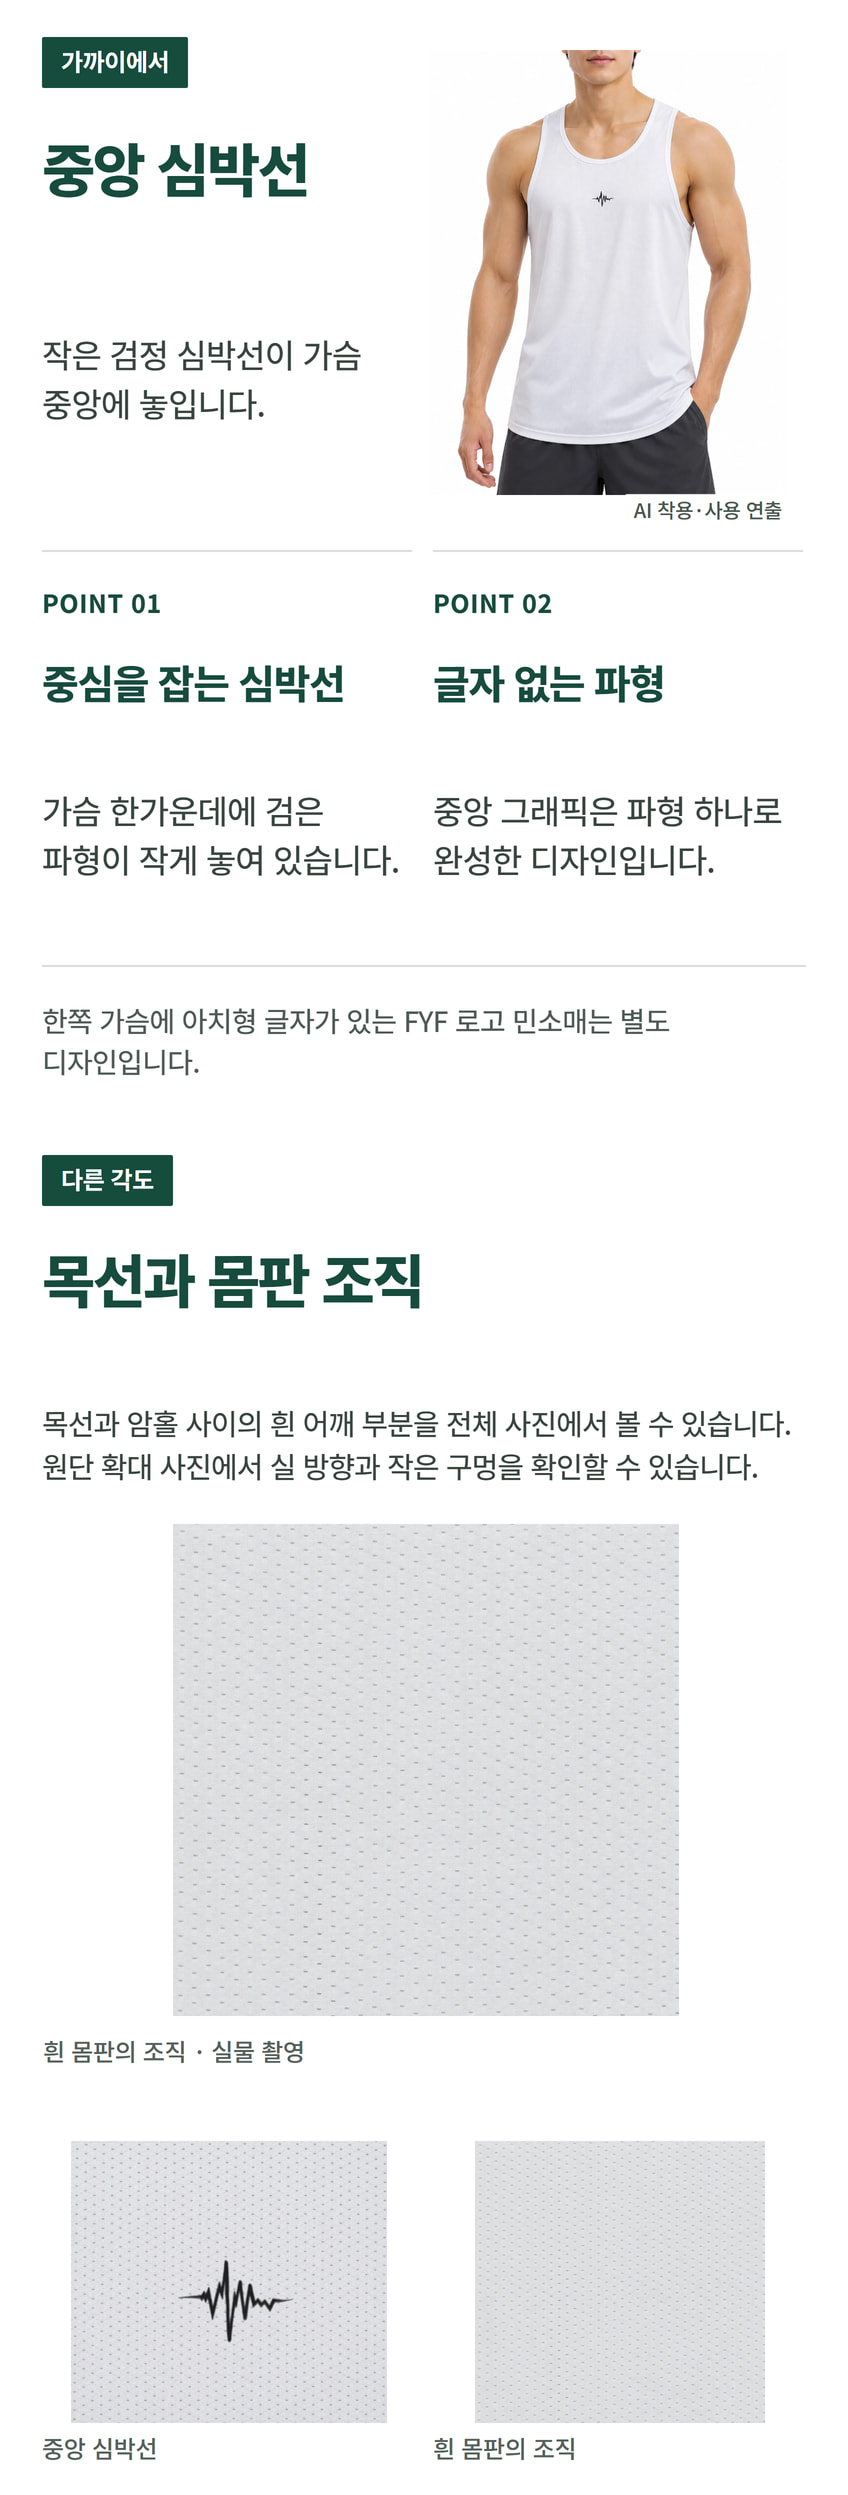 가까이에서
중앙 심박선
작은 검정 심박선이 가슴
중앙에 놓입니다.
AI 착용·사용 연출
POINT 01
중심을 잡는 심박선
가슴 한가운데에 검은
파형이 작게 놓여 있습니다.
POINT 02
글자 없는 파형
중앙 그래픽은 파형 하나로
완성한 디자인입니다.
한쪽 가슴에 아치형 글자가 있는 FYF 로고 민소매는 별도
디자인입니다.
다른 각도
목선과 몸판 조직
목선과 암홀 사이의 흰 어깨 부분을 전체 사진에서 볼 수 있습니다.
원단 확대 사진에서 실 방향과 작은 구멍을 확인할 수 있습니다.
흰 몸판의 조직 · 실물 촬영
중앙 심박선
흰 몸판의 조직